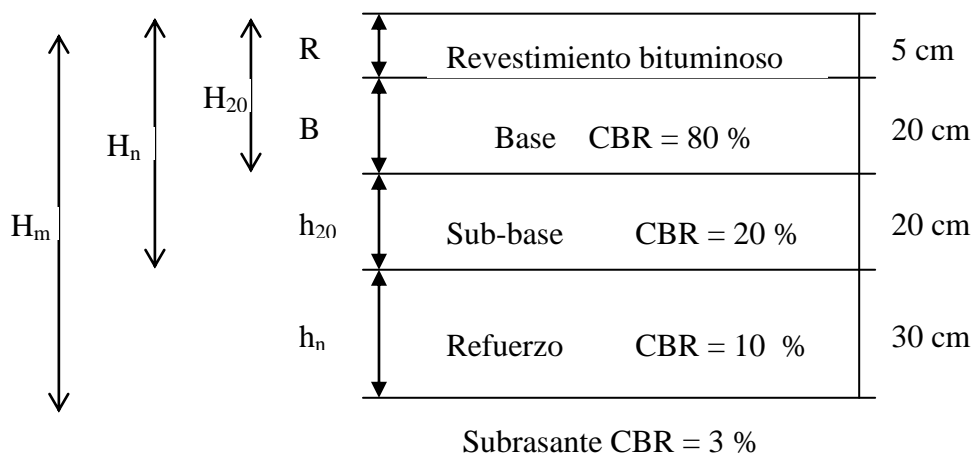 R Revestimiento bituminoso 5 cm
H₂₀
B Base CBR = 80 % 20 cm
Hₙ
Hₘ h₂₀ Sub-base CBR = 20 % 20 cm
hₙ Refuerzo CBR = 10 % 30 cm
Subrasante CBR = 3 %